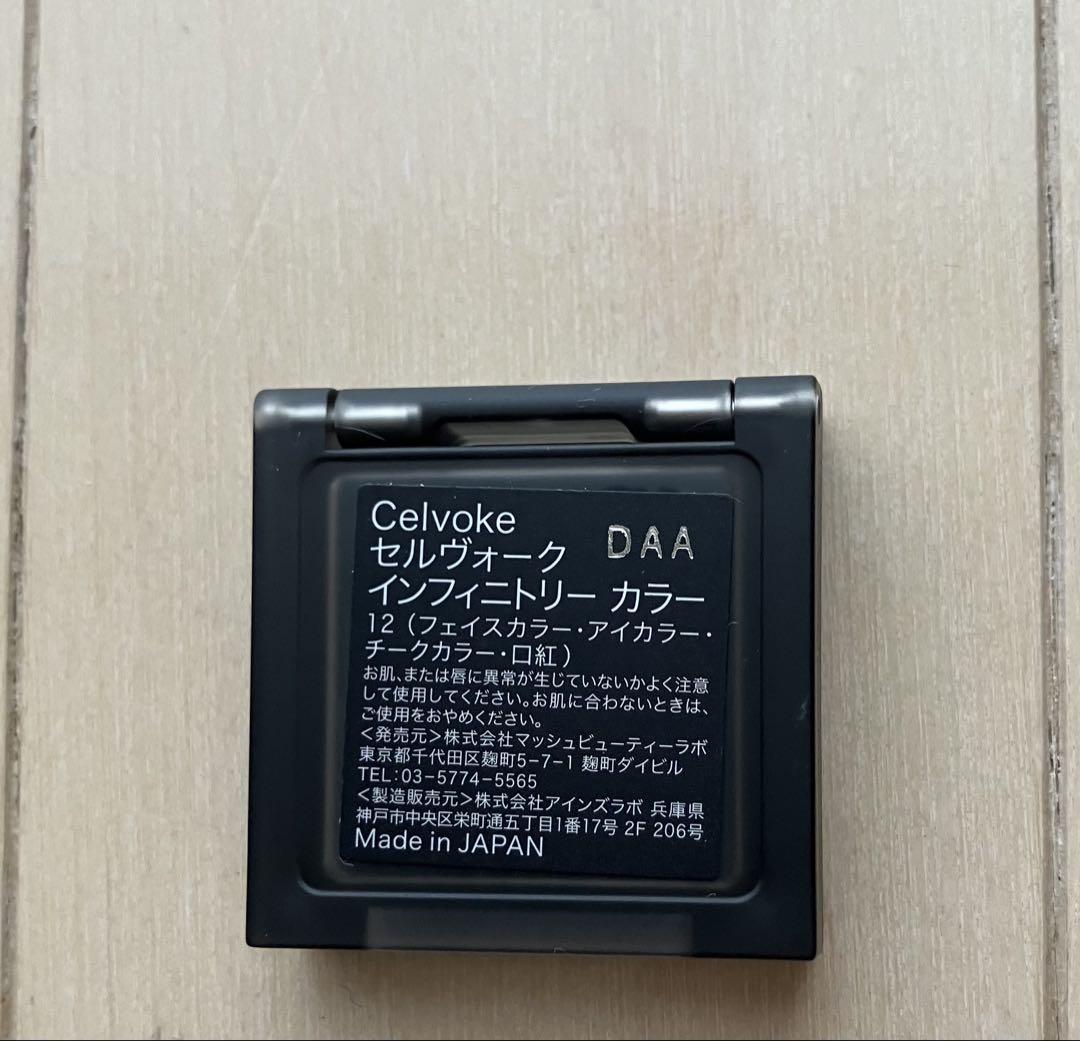 Celvoke
DAA
セルヴォーク
インフィニトリー カラー
12 (フェイスカラー・アイカラー・
チークカラー・口紅)
お肌、または唇に異常が生じていないかよく注意
して使用してください。お肌に合わないときは、
ご使用をおやめください。
<発売元>株式会社マッシュビューティーラボ
東京都千代田区麹町5-7-1 麹町ダイビル
TEL:03-5774-5565
<製造販売元>株式会社アインズラボ 兵庫県
神戸市中央区栄町通五丁目1番17号 2F 206号
Made in JAPAN